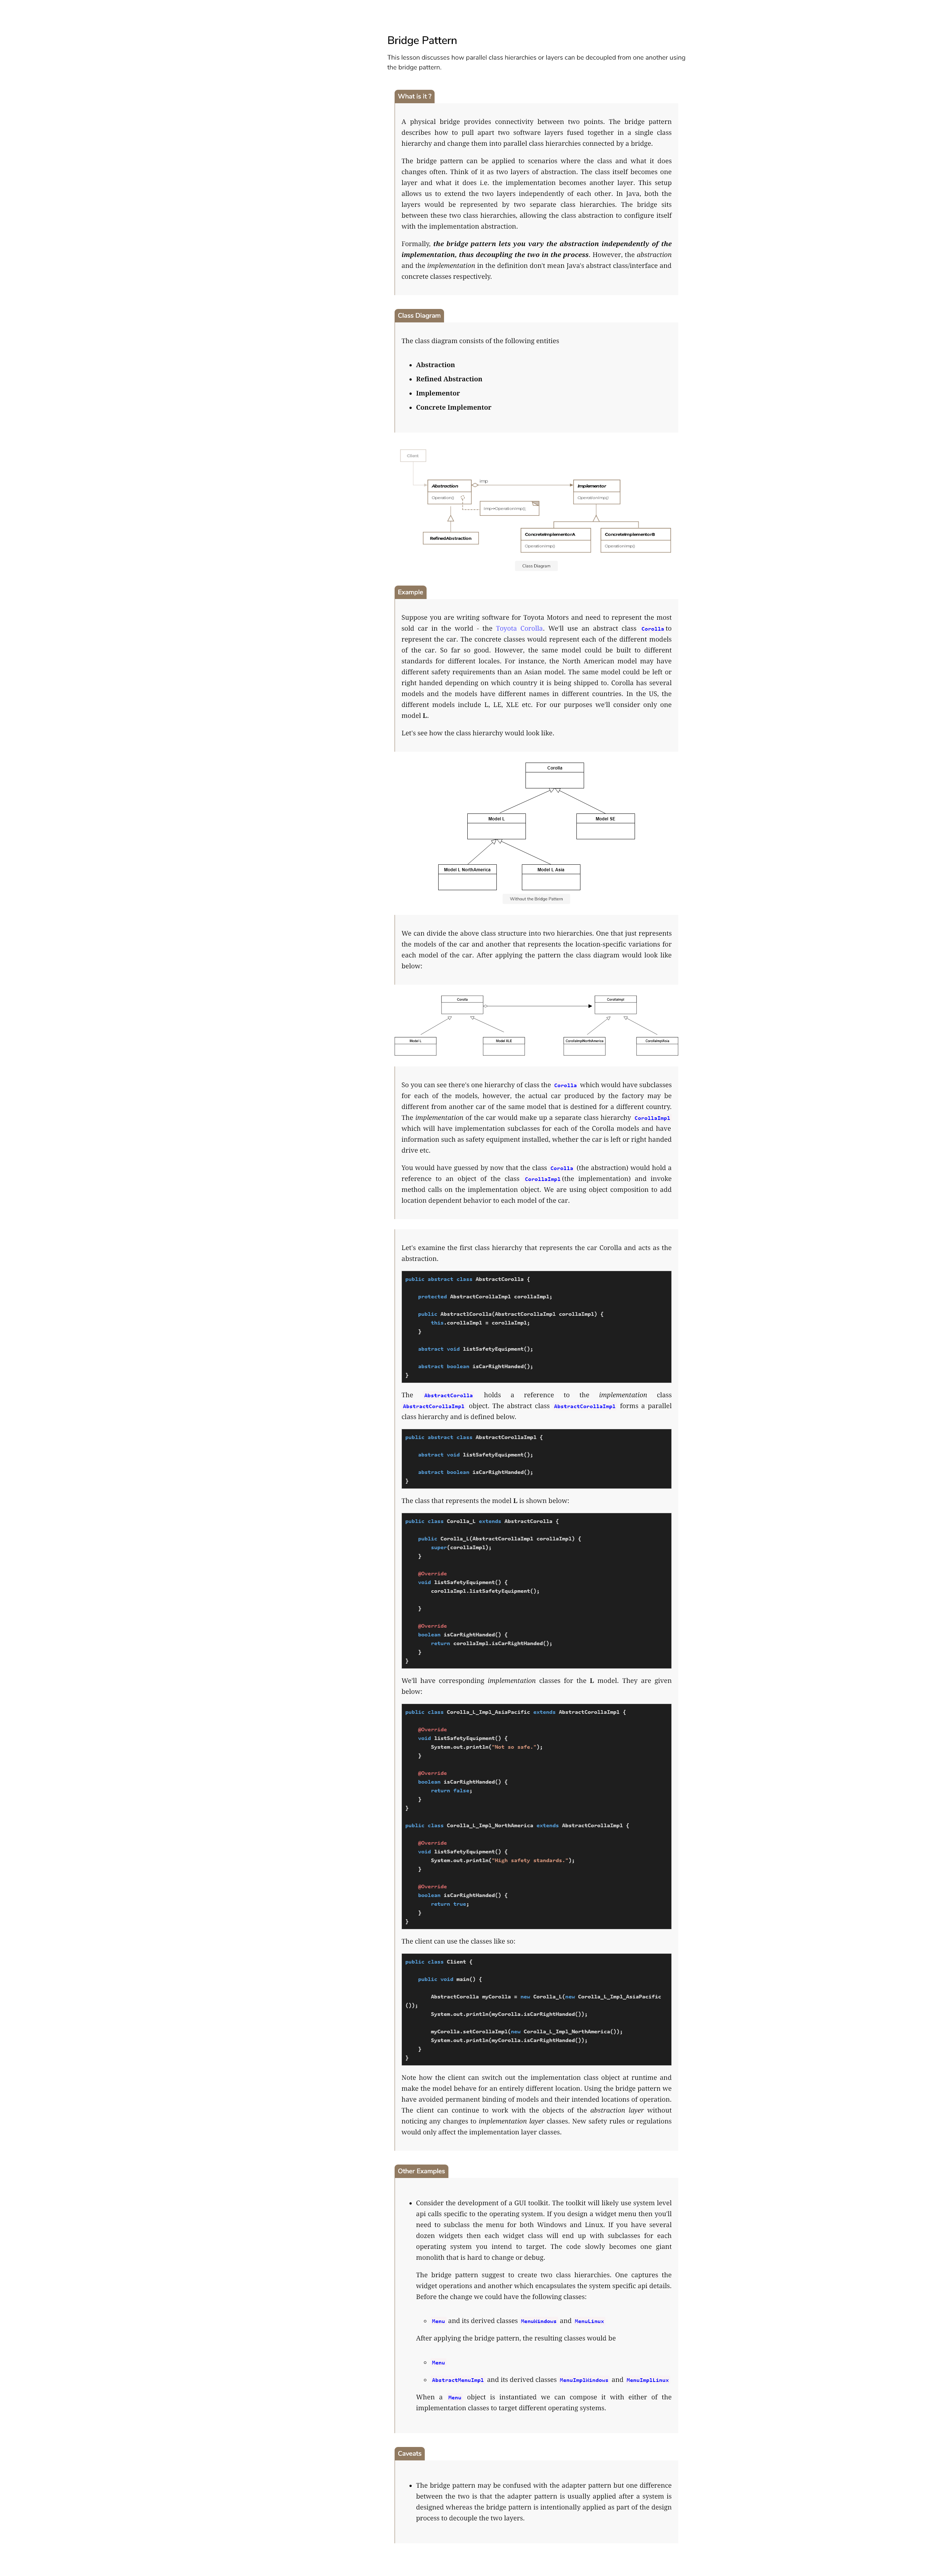 Bridge Pattern
This lesson discusses how parallel class hierarchies or layers can be decoupled from one another using
the bridge pattern.
What is it ?
A physical bridge provides connectivity between two points. The bridge pattern
describes how to pull apart two software layers fused together in a single class
hierarchy and change them into parallel class hierarchies connected by a bridge.
The bridge pattern can be applied to scenarios where the class and what it does
changes often. Think of it as two layers of abstraction. The class itself becomes one
layer and what it does i.e. the implementation becomes another layer. This setup
allows us to extend the two layers independently of each other. In Java, both the
layers would be represented by two separate class hierarchies. The bridge sits
between these two class hierarchies, allowing the class abstraction to configure itself
with the implementation abstraction.
Formally, the bridge pattern lets you vary the abstraction independently of the
implementation, thus decoupling the two in the process. However, the abstraction
and the implementation in the definition don't mean Java's abstract class/interface and
concrete classes respectively.
Class Diagram
The class diagram consists of the following entities
• Abstraction
• Refined Abstraction
• Implementor
• Concrete Implementor
Client
Abstraction
imp
Implementor
Operation()
OperationImp()
imp→OperationImp()
RefinedAbstraction
ConcreteImplementorA
ConcreteImplementorB
OperationImp()
OperationImp()
Class Diagram
Example
Suppose you are writing software for Toyota Motors and need to represent the most
sold car in the world - the Toyota Corolla. We'll use an abstract class Corolla to
represent the car. The concrete classes would represent each of the different models
of the car. So far so good. However, the same model could be built to different
standards for different locales. For instance, the North American model may have
different safety requirements than an Asian model. The same model could be left or
right handed depending on which country it is being shipped to. Corolla has several
models and the models have different names in different countries. In the US, the
different models include L, LE, XLE etc. For our purposes we'll consider only one
model L.
Let's see how the class hierarchy would look like.
Corolla
Model L
Model SE
Model L NorthAmerica
Model L Asia
Without the Bridge Pattern
We can divide the above class structure into two hierarchies. One that just represents
the models of the car and another that represents the location-specific variations for
each model of the car. After applying the pattern the class diagram would look like
below:
Corolla
CorollaImpl
Model L
Model XLE
CorollaImplNorthAmerica
CorollaImplAsia
So you can see there's one hierarchy of class the Corolla which would have subclasses
for each of the models, however, the actual car produced by the factory may be
different from another car of the same model that is destined for a different country.
The implementation of the car would make up a separate class hierarchy CorollaImpl
which will have implementation subclasses for each of the Corolla models and have
information such as safety equipment installed, whether the car is left or right handed
drive etc.
You would have guessed by now that the class Corolla (the abstraction) would hold a
reference to an object of the class CorollaImpl (the implementation) and invoke
method calls on the implementation object. We are using object composition to add
location dependent behavior to each model of the car.
Let's examine the first class hierarchy that represents the car Corolla and acts as the
abstraction.
public abstract class AbstractCorolla {
protected AbstractCorollaImpl corollaImpl;
public Abstract1Corolla(AbstractCorollaImpl corollaImpl) {
this.corollaImpl = corollaImpl;
}
abstract void listSafetyEquipment();
abstract boolean isCarRightHanded();
}
The AbstractCorolla holds a reference to the implementation class
AbstractCorollaImpl object. The abstract class AbstractCorollaImpl forms a parallel
class hierarchy and is defined below.
public abstract class AbstractCorollaImpl {
abstract void listSafetyEquipment();
abstract boolean isCarRightHanded();
}
The class that represents the model L is shown below:
public class Corolla_L extends AbstractCorolla {
public Corolla_L(AbstractCorollaImpl corollaImpl) {
super(corollaImpl);
}
@Override
void listSafetyEquipment() {
corollaImpl.listSafetyEquipment();
}
@Override
boolean isCarRightHanded() {
return corollaImpl.isCarRightHanded();
}
}
We'll have corresponding implementation classes for the L model. They are given
below:
public class Corolla_L_Impl_AsiaPacific extends AbstractCorollaImpl {
@Override
void listSafetyEquipment() {
System.out.println("Not so safe.");
}
@Override
boolean isCarRightHanded() {
return false;
}
}
public class Corolla_L_Impl_NorthAmerica extends AbstractCorollaImpl {
@Override
void listSafetyEquipment() {
System.out.println("High safety standards.");
}
@Override
boolean isCarRightHanded() {
return true;
}
}
The client can use the classes like so:
public class Client {
public void main() {
AbstractCorolla myCorolla = new Corolla_L(new Corolla_L_Impl_AsiaPacific
());
System.out.println(myCorolla.isCarRightHanded());
myCorolla.setCorollaImpl(new Corolla_L_Impl_NorthAmerica());
System.out.println(myCorolla.isCarRightHanded());
}
}
Note how the client can switch out the implementation class object at runtime and
make the model behave for an entirely different location. Using the bridge pattern we
have avoided permanent binding of models and their intended locations of operation.
The client can continue to work with the objects of the abstraction layer without
noticing any changes to implementation layer classes. New safety rules or regulations
would only affect the implementation layer classes.
Other Examples
• Consider the development of a GUI toolkit. The toolkit will likely use system level
api calls specific to the operating system. If you design a widget menu then you'll
need to subclass the menu for both Windows and Linux. If you have several
dozen widgets then each widget class will end up with subclasses for each
operating system you intend to target. The code slowly becomes one giant
monolith that is hard to change or debug.
The bridge pattern suggest to create two class hierarchies. One captures the
widget operations and another which encapsulates the system specific api details.
Before the change we could have the following classes:
◦ Menu and its derived classes MenuWindows and MenuLinux
After applying the bridge pattern, the resulting classes would be
◦ Menu
◦ AbstractMenuImpl and its derived classes MenuImplWindows and MenuImplLinux
When a Menu object is instantiated we can compose it with either of the
implementation classes to target different operating systems.
Caveats
• The bridge pattern may be confused with the adapter pattern but one difference
between the two is that the adapter pattern is usually applied after a system is
designed whereas the bridge pattern is intentionally applied as part of the design
process to decouple the two layers.